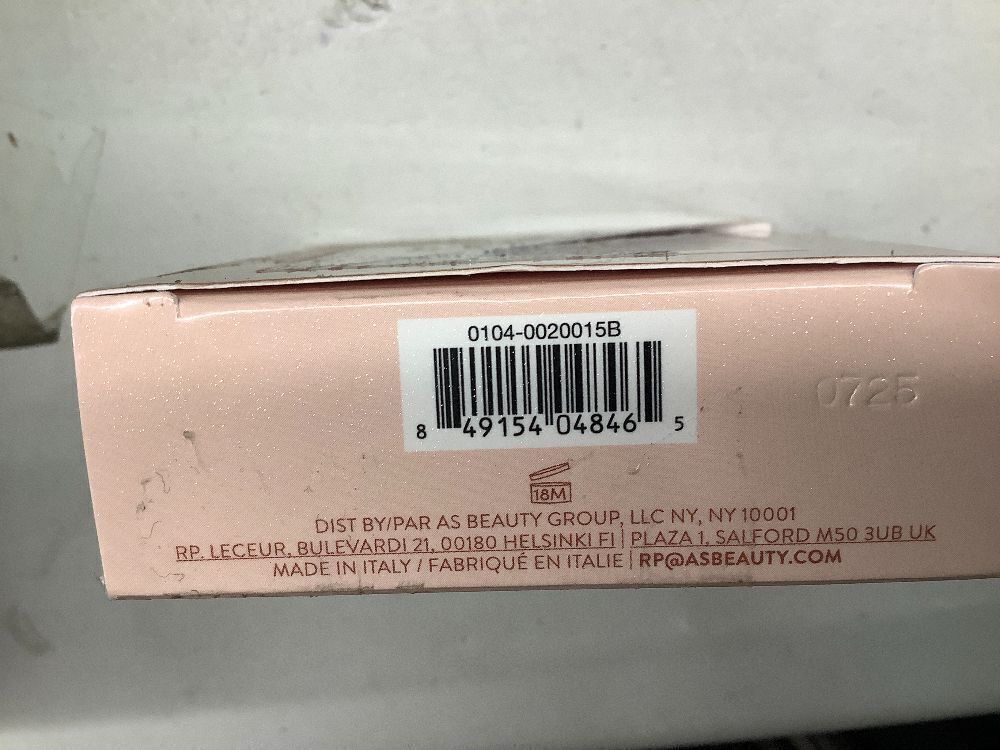 0104-0020015B
8 49154 04846 5
0725
18M
DIST BY/PAR AS BEAUTY GROUP, LLC NY, NY 10001
RP. LECEUR, BULEVARDI 21, 00180 HELSINKI FI | PLAZA 1, SALFORD M50 3UB UK
MADE IN ITALY / FABRIQUÉ EN ITALIE | RP@ASBEAUTY.COM